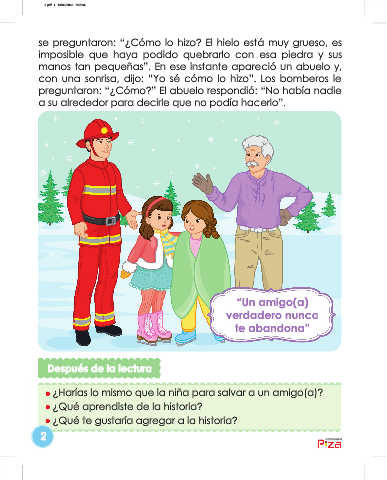 se preguntaron: “¿Cómo lo hizo? El hielo está muy grueso, es
imposible que haya podido quebrarlo con esa piedra y sus
manos tan pequeñas”. En ese instante apareció un abuelo y,
con una sonrisa, dijo: “Yo sé cómo lo hizo”. Los bomberos le
preguntaron: “¿Cómo?” El abuelo respondió: “No había nadie
a su alrededor para decirle que no podía hacerlo”.
“Un amigo(a)
verdadero nunca
te abandona”
Después de la lectura
¿Harías lo mismo que la niña para salvar a un amigo(a)?
¿Qué aprendiste de la historia?
¿Qué te gustaría agregar a la historia?
2